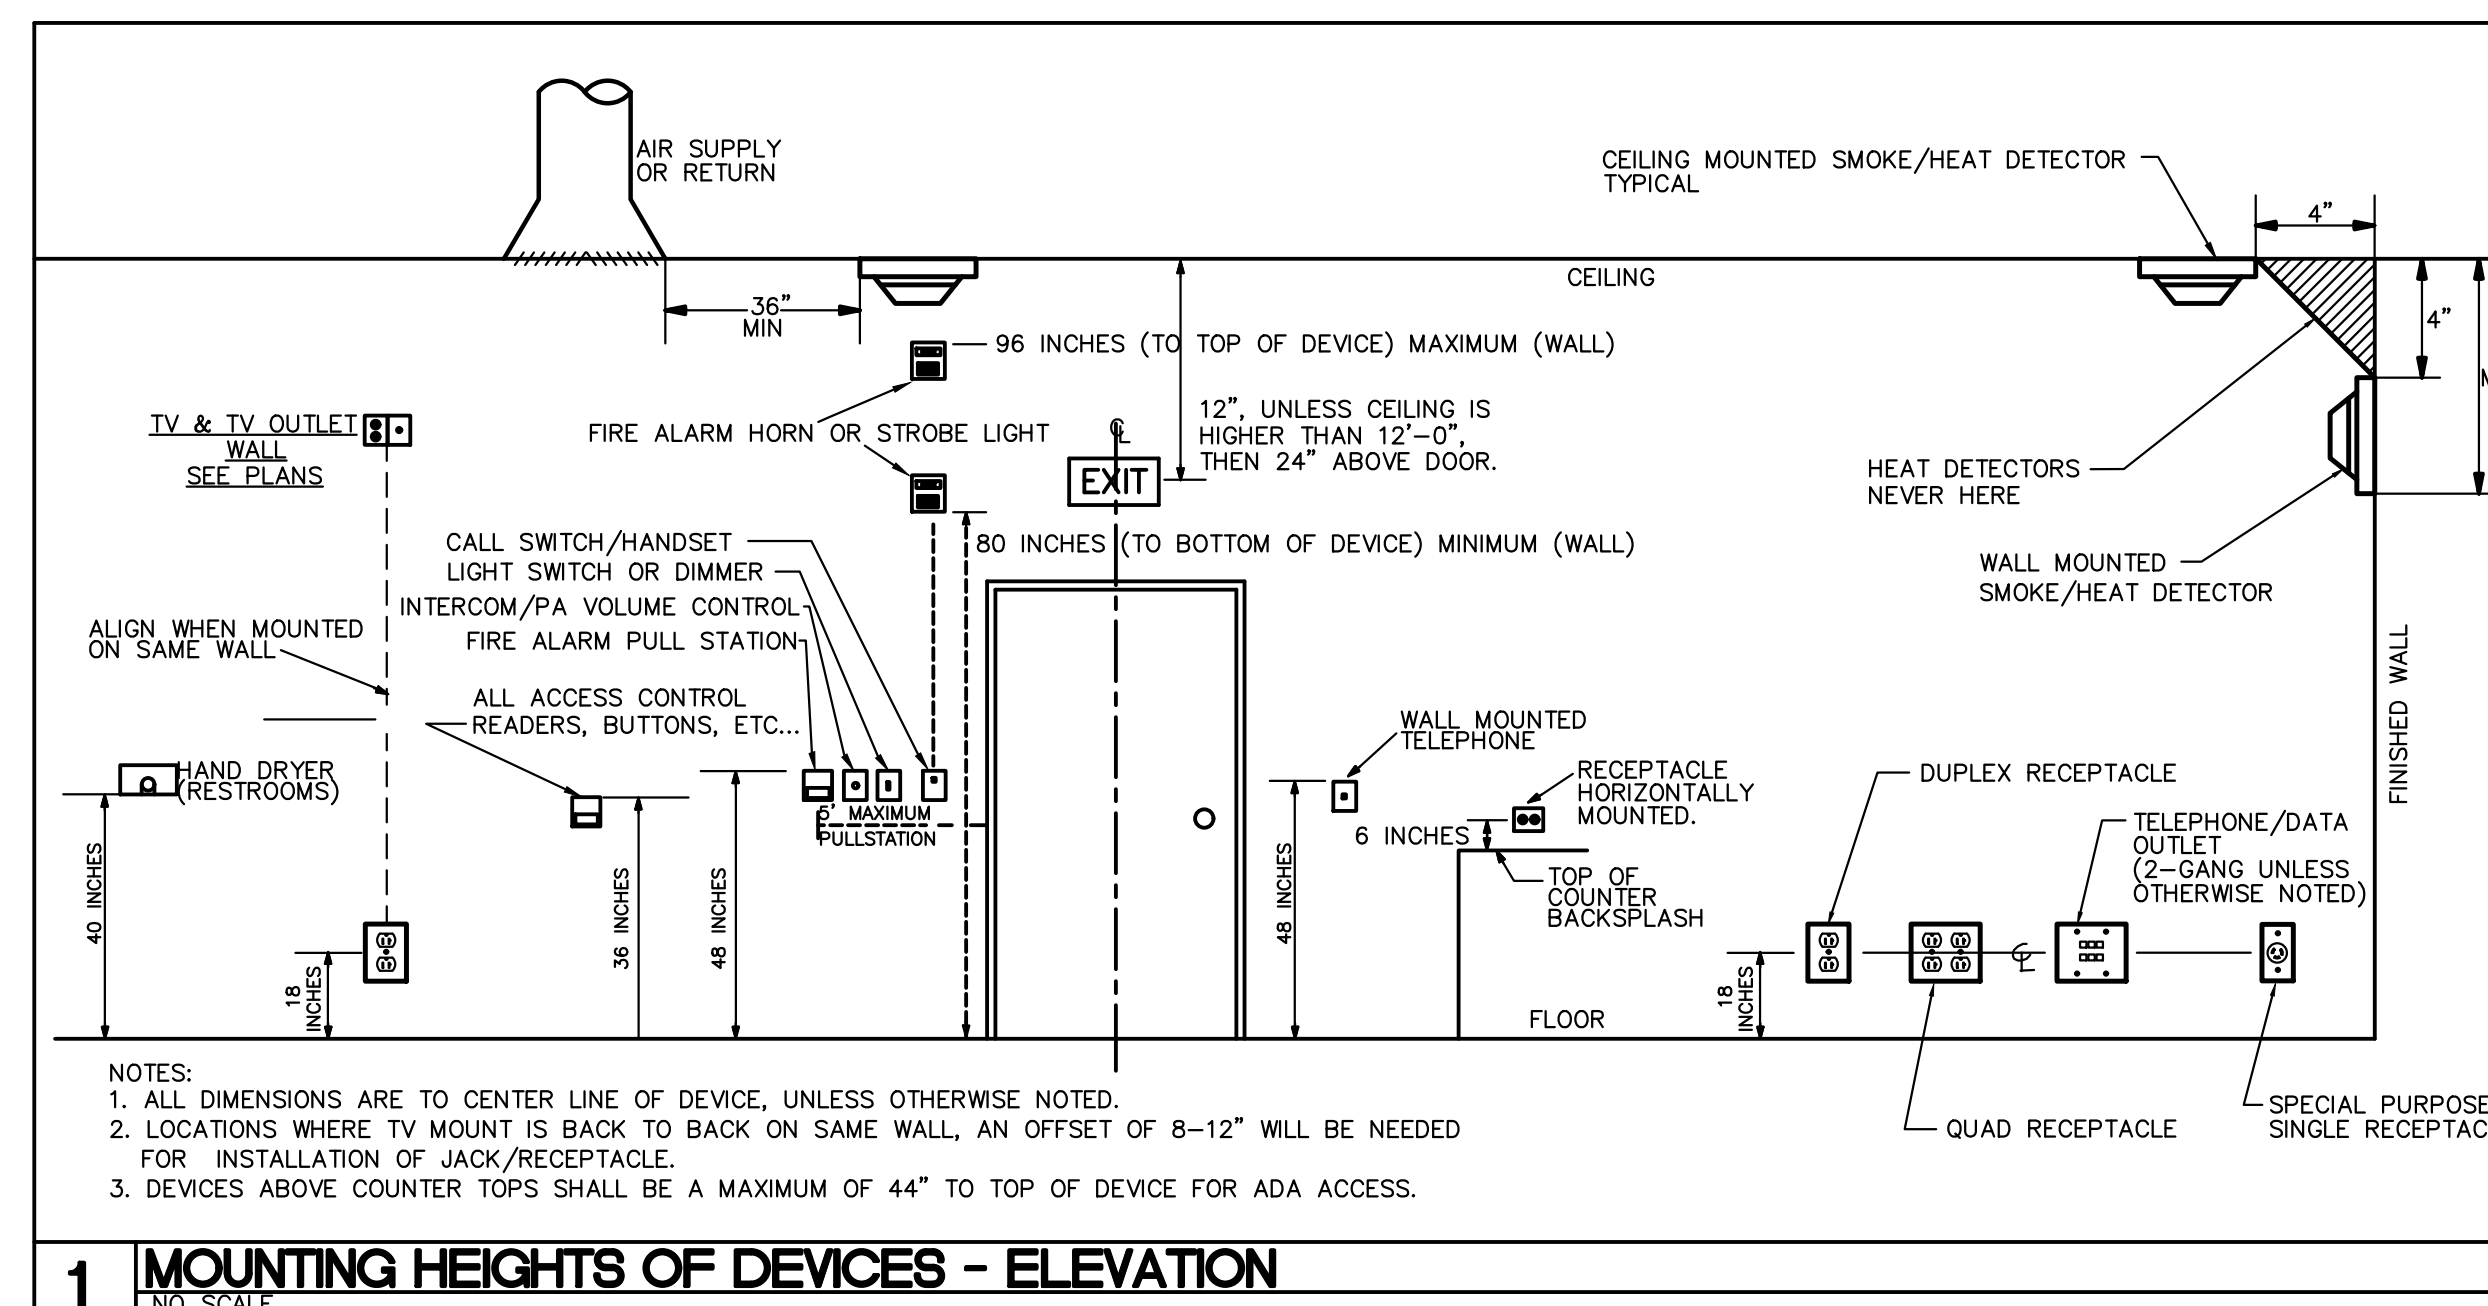 AIR SUPPLY
OR RETURN
CEILING MOUNTED SMOKE/HEAT DETECTOR
TYPICAL
4”
CEILING
36”
MIN
4”
96 INCHES (TO TOP OF DEVICE) MAXIMUM (WALL)
12”, UNLESS CEILING IS
HIGHER THAN 12’-0”,
THEN 24” ABOVE DOOR.
TV & TV OUTLET
WALL
SEE PLANS
FIRE ALARM HORN OR STROBE LIGHT
CL
EXIT
HEAT DETECTORS
NEVER HERE
80 INCHES (TO BOTTOM OF DEVICE) MINIMUM (WALL)
CALL SWITCH/HANDSET
LIGHT SWITCH OR DIMMER
INTERCOM/PA VOLUME CONTROL
FIRE ALARM PULL STATION
WALL MOUNTED
SMOKE/HEAT DETECTOR
ALIGN WHEN MOUNTED
ON SAME WALL
ALL ACCESS CONTROL
READERS, BUTTONS, ETC...
FINISHED WALL
WALL MOUNTED
TELEPHONE
HAND DRYER
(RESTROOMS)
RECEPTACLE
HORIZONTALLY
MOUNTED.
DUPLEX RECEPTACLE
5’ MAXIMUM
PULLSTATION
6 INCHES
TELEPHONE/DATA
OUTLET
(2-GANG UNLESS
OTHERWISE NOTED)
TOP OF
COUNTER
BACKSPLASH
40 INCHES
18
INCHES
36 INCHES
48 INCHES
48 INCHES
18
INCHES
CL
FLOOR
NOTES:
1. ALL DIMENSIONS ARE TO CENTER LINE OF DEVICE, UNLESS OTHERWISE NOTED.
2. LOCATIONS WHERE TV MOUNT IS BACK TO BACK ON SAME WALL, AN OFFSET OF 8-12” WILL BE NEEDED
FOR INSTALLATION OF JACK/RECEPTACLE.
3. DEVICES ABOVE COUNTER TOPS SHALL BE A MAXIMUM OF 44” TO TOP OF DEVICE FOR ADA ACCESS.
QUAD RECEPTACLE
SPECIAL PURPOSE
SINGLE RECEPTAC
1
MOUNTING HEIGHTS OF DEVICES - ELEVATION
NO SCALE